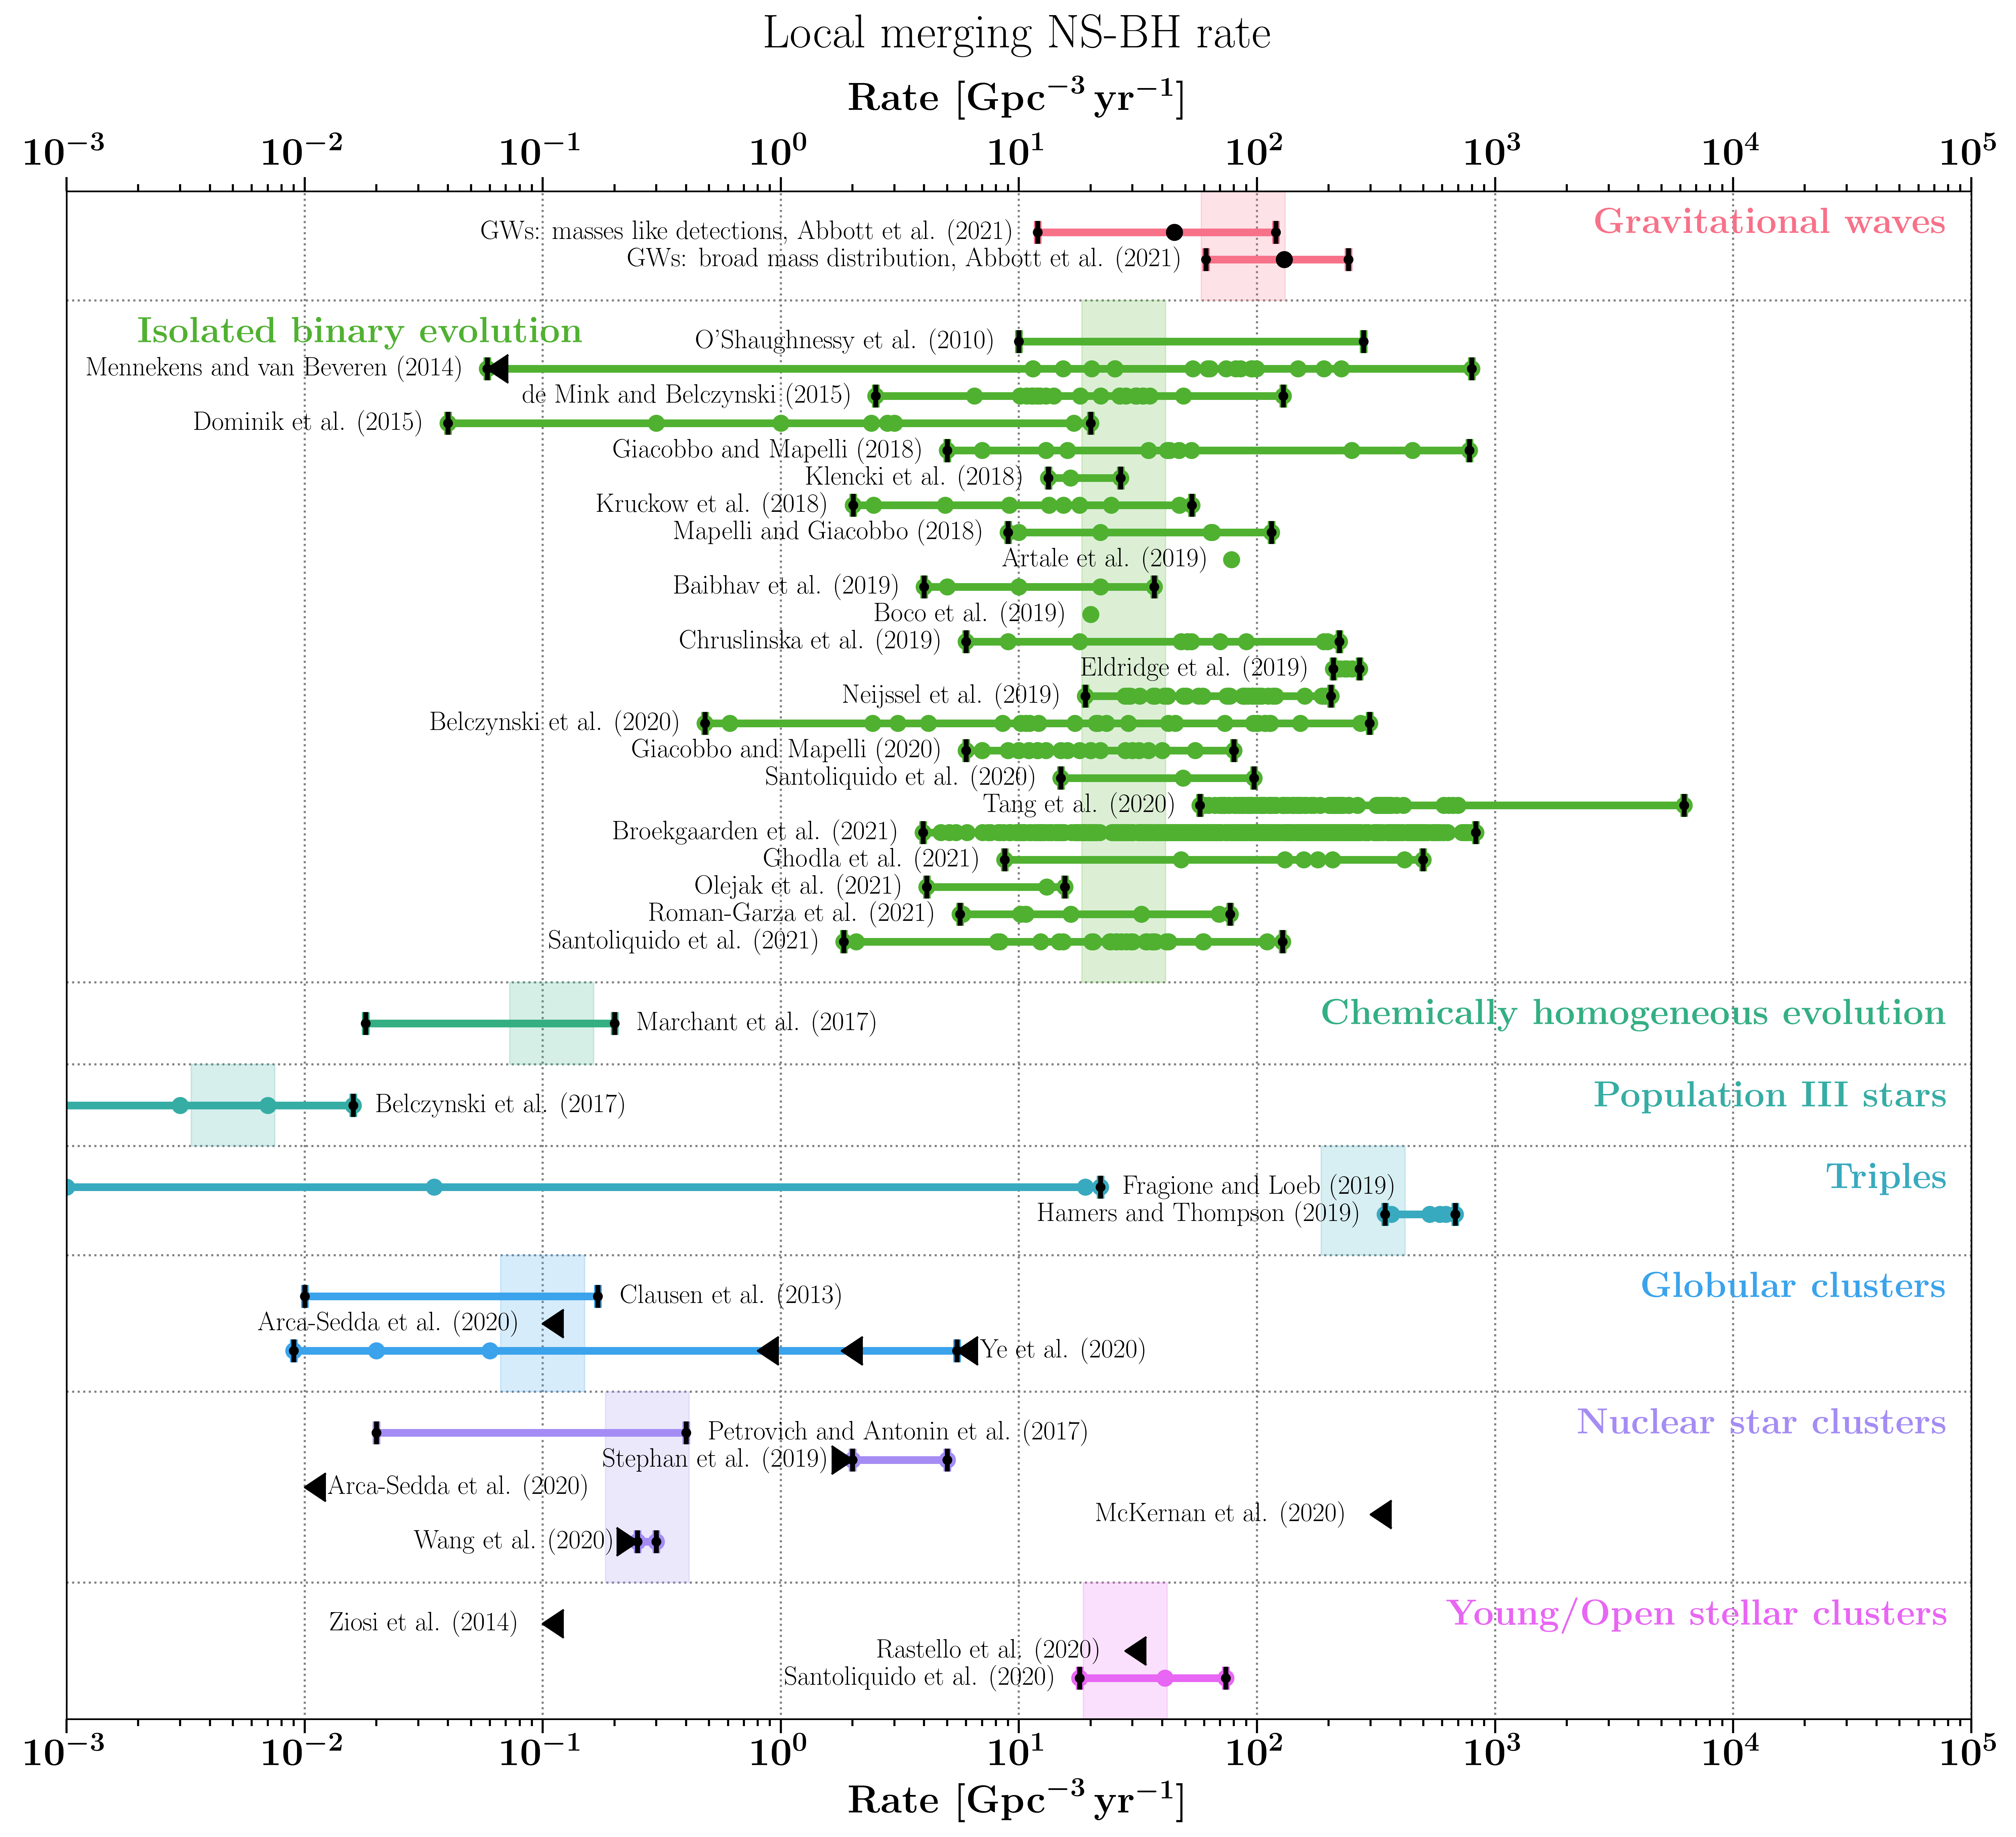 Local merging NS-BH rate
Rate [Gpc⁻³ yr⁻¹]
10⁻³ 10⁻² 10⁻¹ 10⁰ 10¹ 10² 10³ 10⁴ 10⁵
Gravitational waves
GWs: masses like detections, Abbott et al. (2021)
GWs: broad mass distribution, Abbott et al. (2021)
Isolated binary evolution
O'Shaughnessy et al. (2010)
Mennekens and van Beveren (2014)
de Mink and Belczynski (2015)
Dominik et al. (2015)
Giacobbo and Mapelli (2018)
Klencki et al. (2018)
Kruckow et al. (2018)
Mapelli and Giacobbo (2018)
Artale et al. (2019)
Baibhav et al. (2019)
Boco et al. (2019)
Chruslinska et al. (2019)
Eldridge et al. (2019)
Neijssel et al. (2019)
Belczynski et al. (2020)
Giacobbo and Mapelli (2020)
Santoliquido et al. (2020)
Tang et al. (2020)
Broekgaarden et al. (2021)
Ghodla et al. (2021)
Olejak et al. (2021)
Roman-Garza et al. (2021)
Santoliquido et al. (2021)
Chemically homogeneous evolution
Marchant et al. (2017)
Population III stars
Belczynski et al. (2017)
Triples
Fragione and Loeb (2019)
Hamers and Thompson (2019)
Globular clusters
Clausen et al. (2013)
Arca-Sedda et al. (2020)
Ye et al. (2020)
Nuclear star clusters
Petrovich and Antonin et al. (2017)
Stephan et al. (2019)
Arca-Sedda et al. (2020)
McKernan et al. (2020)
Wang et al. (2020)
Young/Open stellar clusters
Ziosi et al. (2014)
Rastello et al. (2020)
Santoliquido et al. (2020)
10⁻³ 10⁻² 10⁻¹ 10⁰ 10¹ 10² 10³ 10⁴ 10⁵
Rate [Gpc⁻³ yr⁻¹]